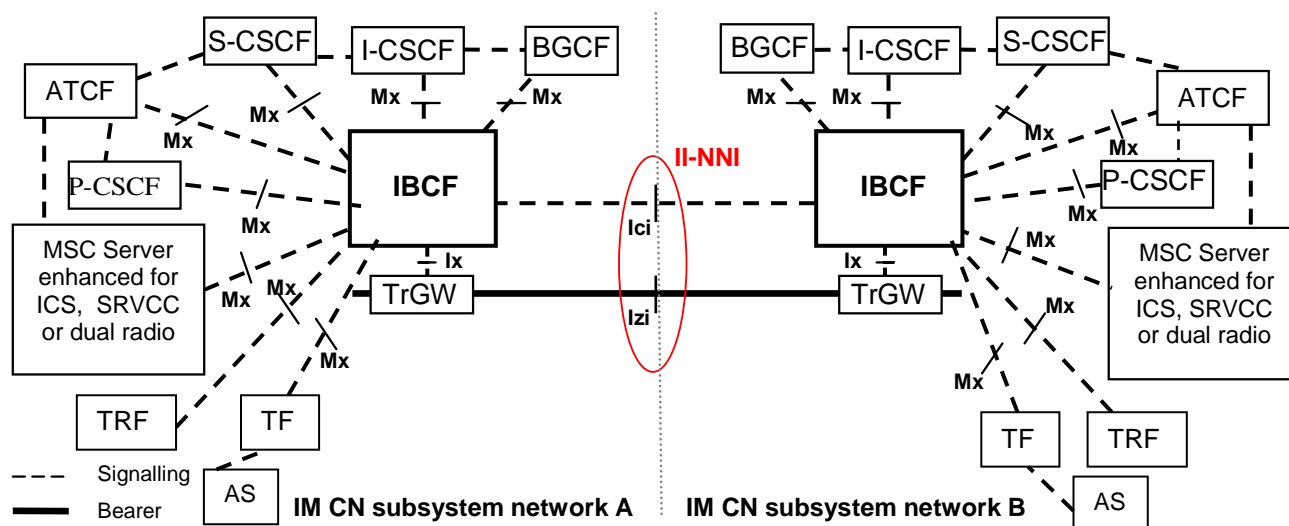 S-CSCF
I-CSCF
BGCF
ATCF
Mx
Mx
Mx
Mx
P-CSCF
IBCF
Mx
MSC Server
enhanced for
ICS, SRVCC
or dual radio
Mx
Mx
Mx
Ix
TrGW
TRF
TF
AS
Signalling
Bearer
IM CN subsystem network A
II-NNI
Ici
Izi
BGCF
I-CSCF
S-CSCF
ATCF
Mx
Mx
Mx
Mx
IBCF
P-CSCF
Mx
Mx
MSC Server
enhanced for
ICS, SRVCC
or dual radio
Ix
TrGW
Mx
Mx
TF
TRF
AS
IM CN subsystem network B